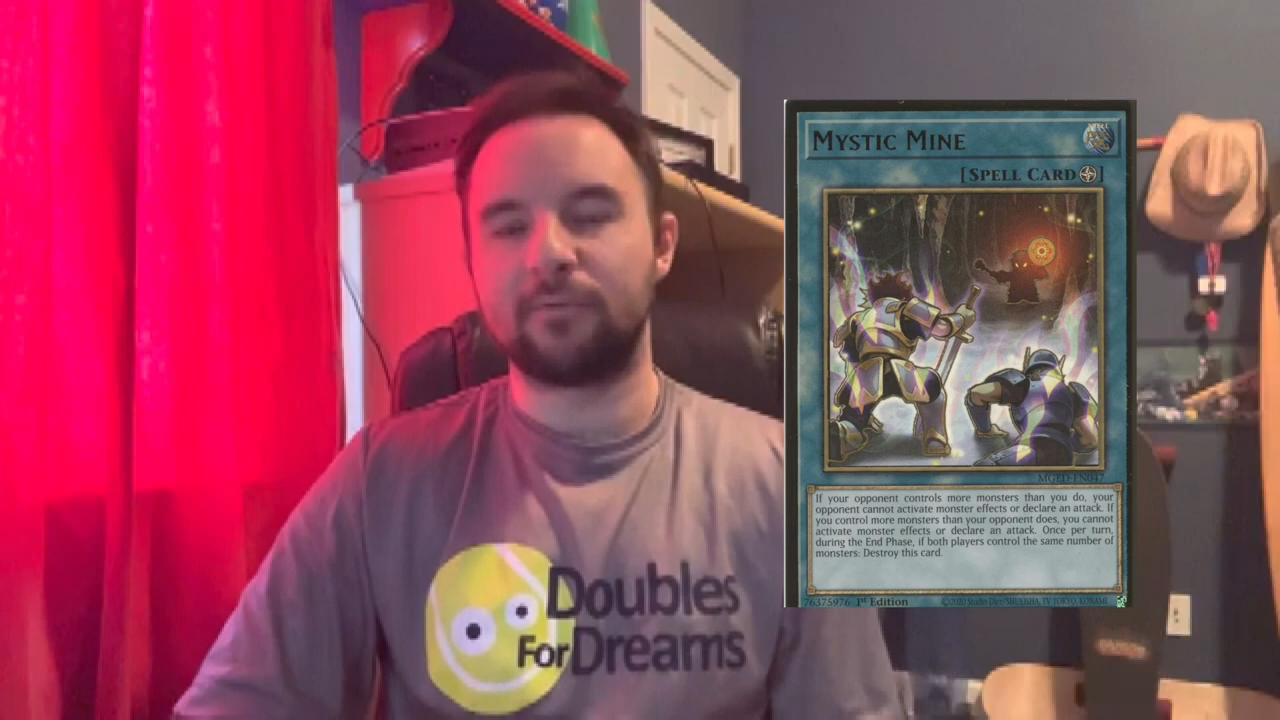 Mystic Mine
[Spell Card]
MGED-EN047
If your opponent controls more monsters than you do, your
opponent cannot activate monster effects or declare an attack. If
you control more monsters than your opponent does, you cannot
activate monster effects or declare an attack. Once per turn,
during the End Phase, if both players control the same number of
monsters: Destroy this card.
76375976 1st Edition
©2020 Studio Dice/SHUEISHA, TV TOKYO, KONAMI
Doubles
For Dreams